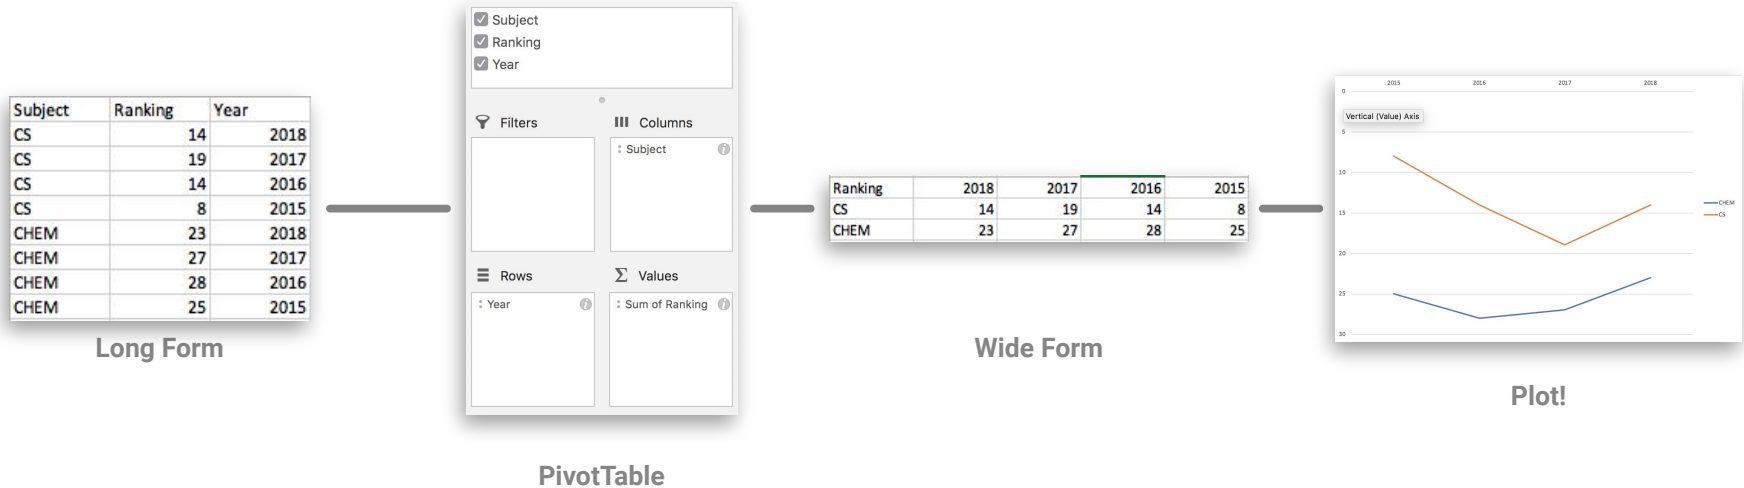 Subject Ranking Year
CS 14 2018
CS 19 2017
CS 14 2016
CS 8 2015
CHEM 23 2018
CHEM 27 2017
CHEM 28 2016
CHEM 25 2015
Long Form
Subject
Ranking
Year
Filters Columns
Subject
Rows Values
Year Sum of Ranking
PivotTable
Ranking 2018 2017 2016 2015
CS 14 19 14 8
CHEM 23 27 28 25
Wide Form
2015 2016 2017 2018
0
Vertical (Value) Axis
5
10
15
20
25
30
CHEM
CS
Plot!